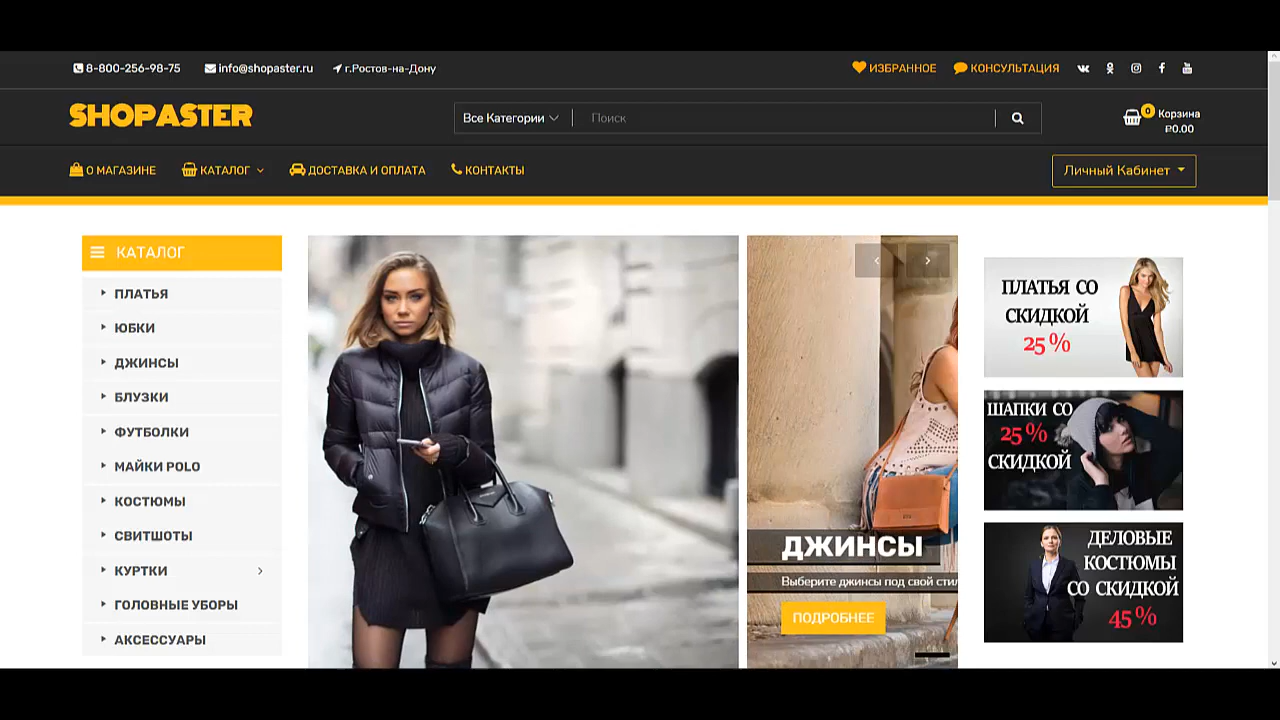 8-800-256-98-75
info@shopaster.ru
г.Ростов-на-Дону
ИЗБРАННОЕ
КОНСУЛЬТАЦИЯ
SHOPASTER
Все Категории
Поиск
0
Корзина
₽0.00
О МАГАЗИНЕ
КАТАЛОГ
ДОСТАВКА И ОПЛАТА
КОНТАКТЫ
Личный Кабинет
КАТАЛОГ
ПЛАТЬЯ
ЮБКИ
ДЖИНСЫ
БЛУЗКИ
ФУТБОЛКИ
МАЙКИ POLO
КОСТЮМЫ
СВИТШОТЫ
КУРТКИ
ГОЛОВНЫЕ УБОРЫ
АКСЕССУАРЫ
ДЖИНСЫ
Выберите джинсы под свой стил
ПОДРОБНЕЕ
ПЛАТЬЯ СО
СКИДКОЙ
25 %
ШАПКИ СО
25 %
СКИДКОЙ
ДЕЛОВЫЕ
КОСТЮМЫ
СО СКИДКОЙ
45 %